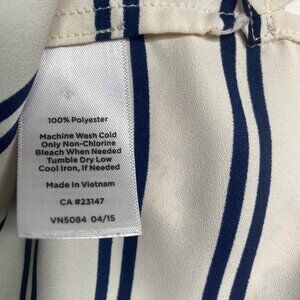 100% Polyester
Machine Wash Cold
Only Non-Chlorine
Bleach When Needed
Tumble Dry Low
Cool Iron, if Needed
Made In Vietnam
CA #23147
VN5084 04/15